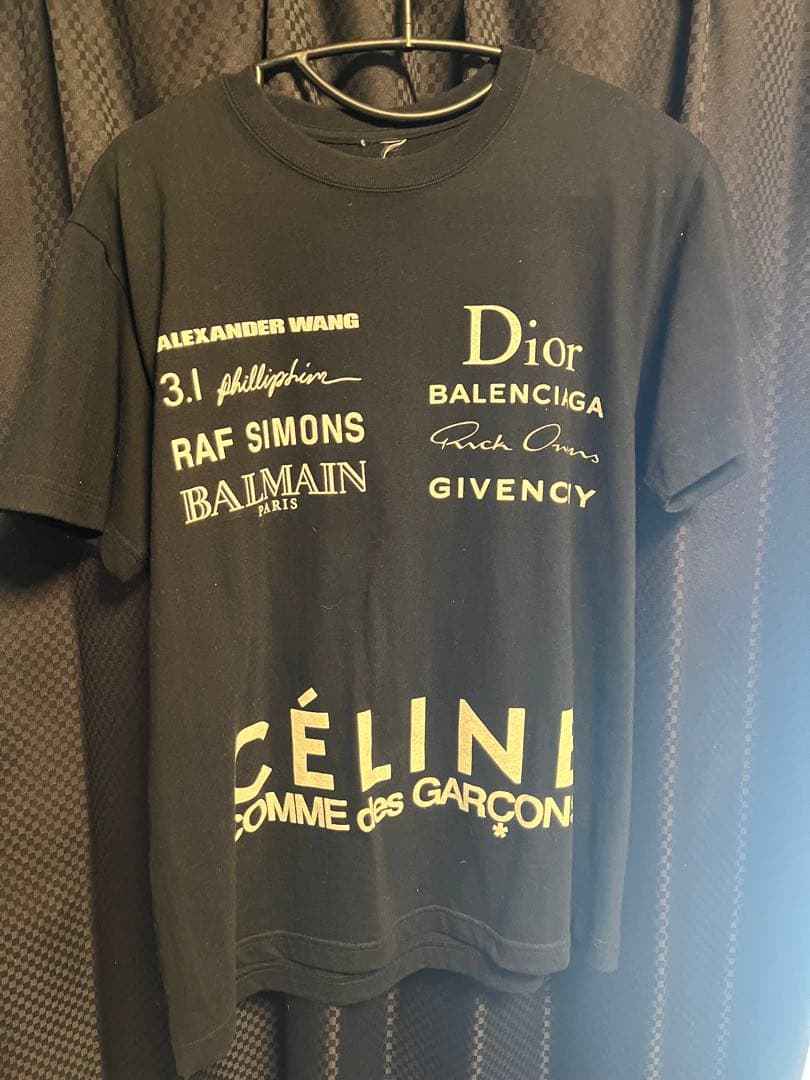 ALEXANDER WANG
3.1 phillip lim
RAF SIMONS
BALMAIN
PARIS
Dior
BALENCIAGA
Rick Owens
GIVENCHY
CÉLINE
COMME des GARÇONS
*